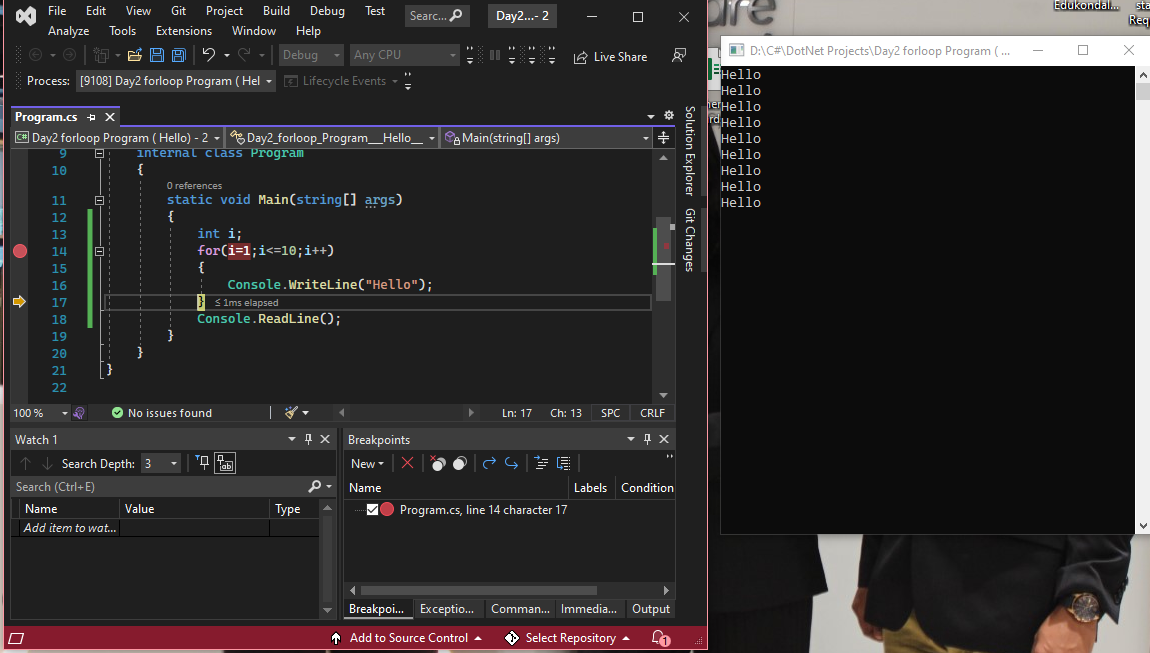 File Edit View Git Project Build Debug Test Searc... Day2...- 2
Analyze Tools Extensions Window Help
Debug Any CPU Live Share
Process: [9108] Day2 forloop Program ( Hel Lifecycle Events
Program.cs
C# Day2 forloop Program ( Hello) - 2 Day2_forloop_Program___Hello__ Main(string[] args)
9 internal class Program
10 {
0 references
11 static void Main(string[] args)
12 {
13 int i;
14 for(i=1;i<=10;i++)
15 {
16 Console.WriteLine("Hello");
17 } ≤ 1ms elapsed
18 Console.ReadLine();
19 }
20 }
21 }
22
100 % No issues found Ln: 17 Ch: 13 SPC CRLF
Solution Explorer
Git Changes
Watch 1
Search Depth: 3
Search (Ctrl+E)
Name Value Type
Add item to wat...
Breakpoints
New
Name Labels Condition
Program.cs, line 14 character 17
Breakpoi... Exceptio... Comman... Immedia... Output
Add to Source Control Select Repository 1
Edukondal...
Req
D:\C#\DotNet Projects\Day2 forloop Program ( ...
Hello
Hello
Hello
Hello
Hello
Hello
Hello
Hello
Hello